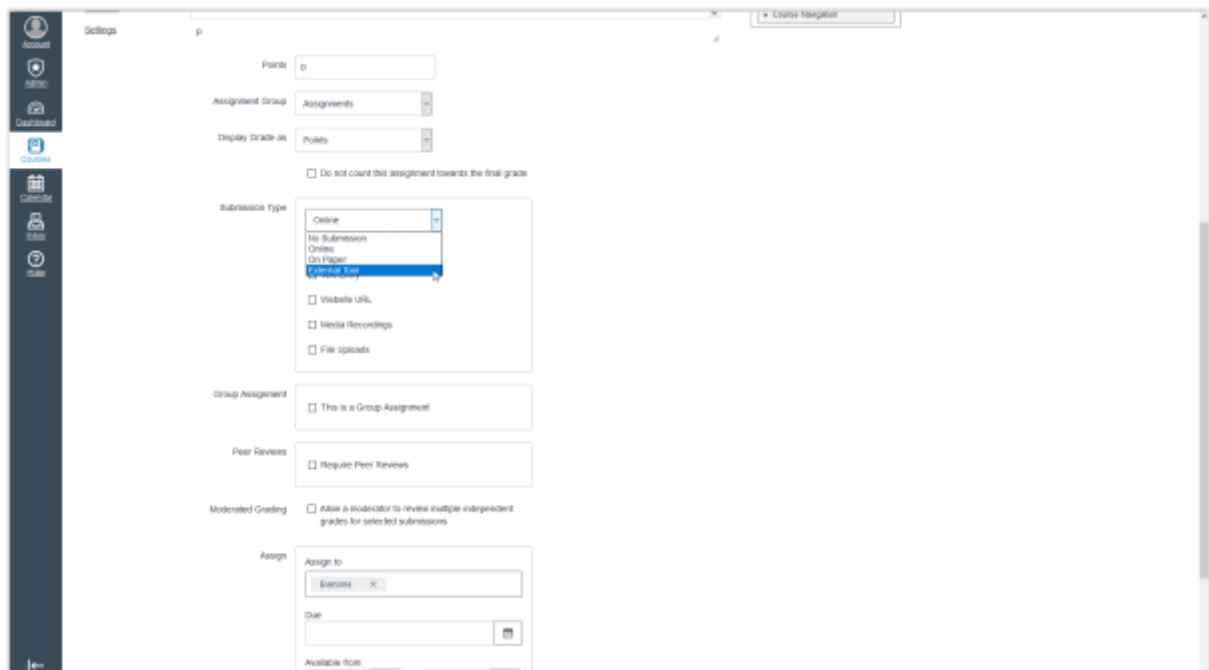 Course Navigation
Account
Admin
Dashboard
Courses
Calendar
Inbox
Help
Settings
p
Points
0
Assignment Group
Assignments
Display Grade as
Points
Do not count this assignment towards the final grade
Submission Type
Online
No Submission
Online
On Paper
External Tool
Text Entry
Website URL
Media Recordings
File Uploads
Group Assignment
This is a Group Assignment
Peer Reviews
Require Peer Reviews
Moderated Grading
Allow a moderator to review multiple independent
grades for selected submissions
Assign
Assign to
Everyone
Due
Available from